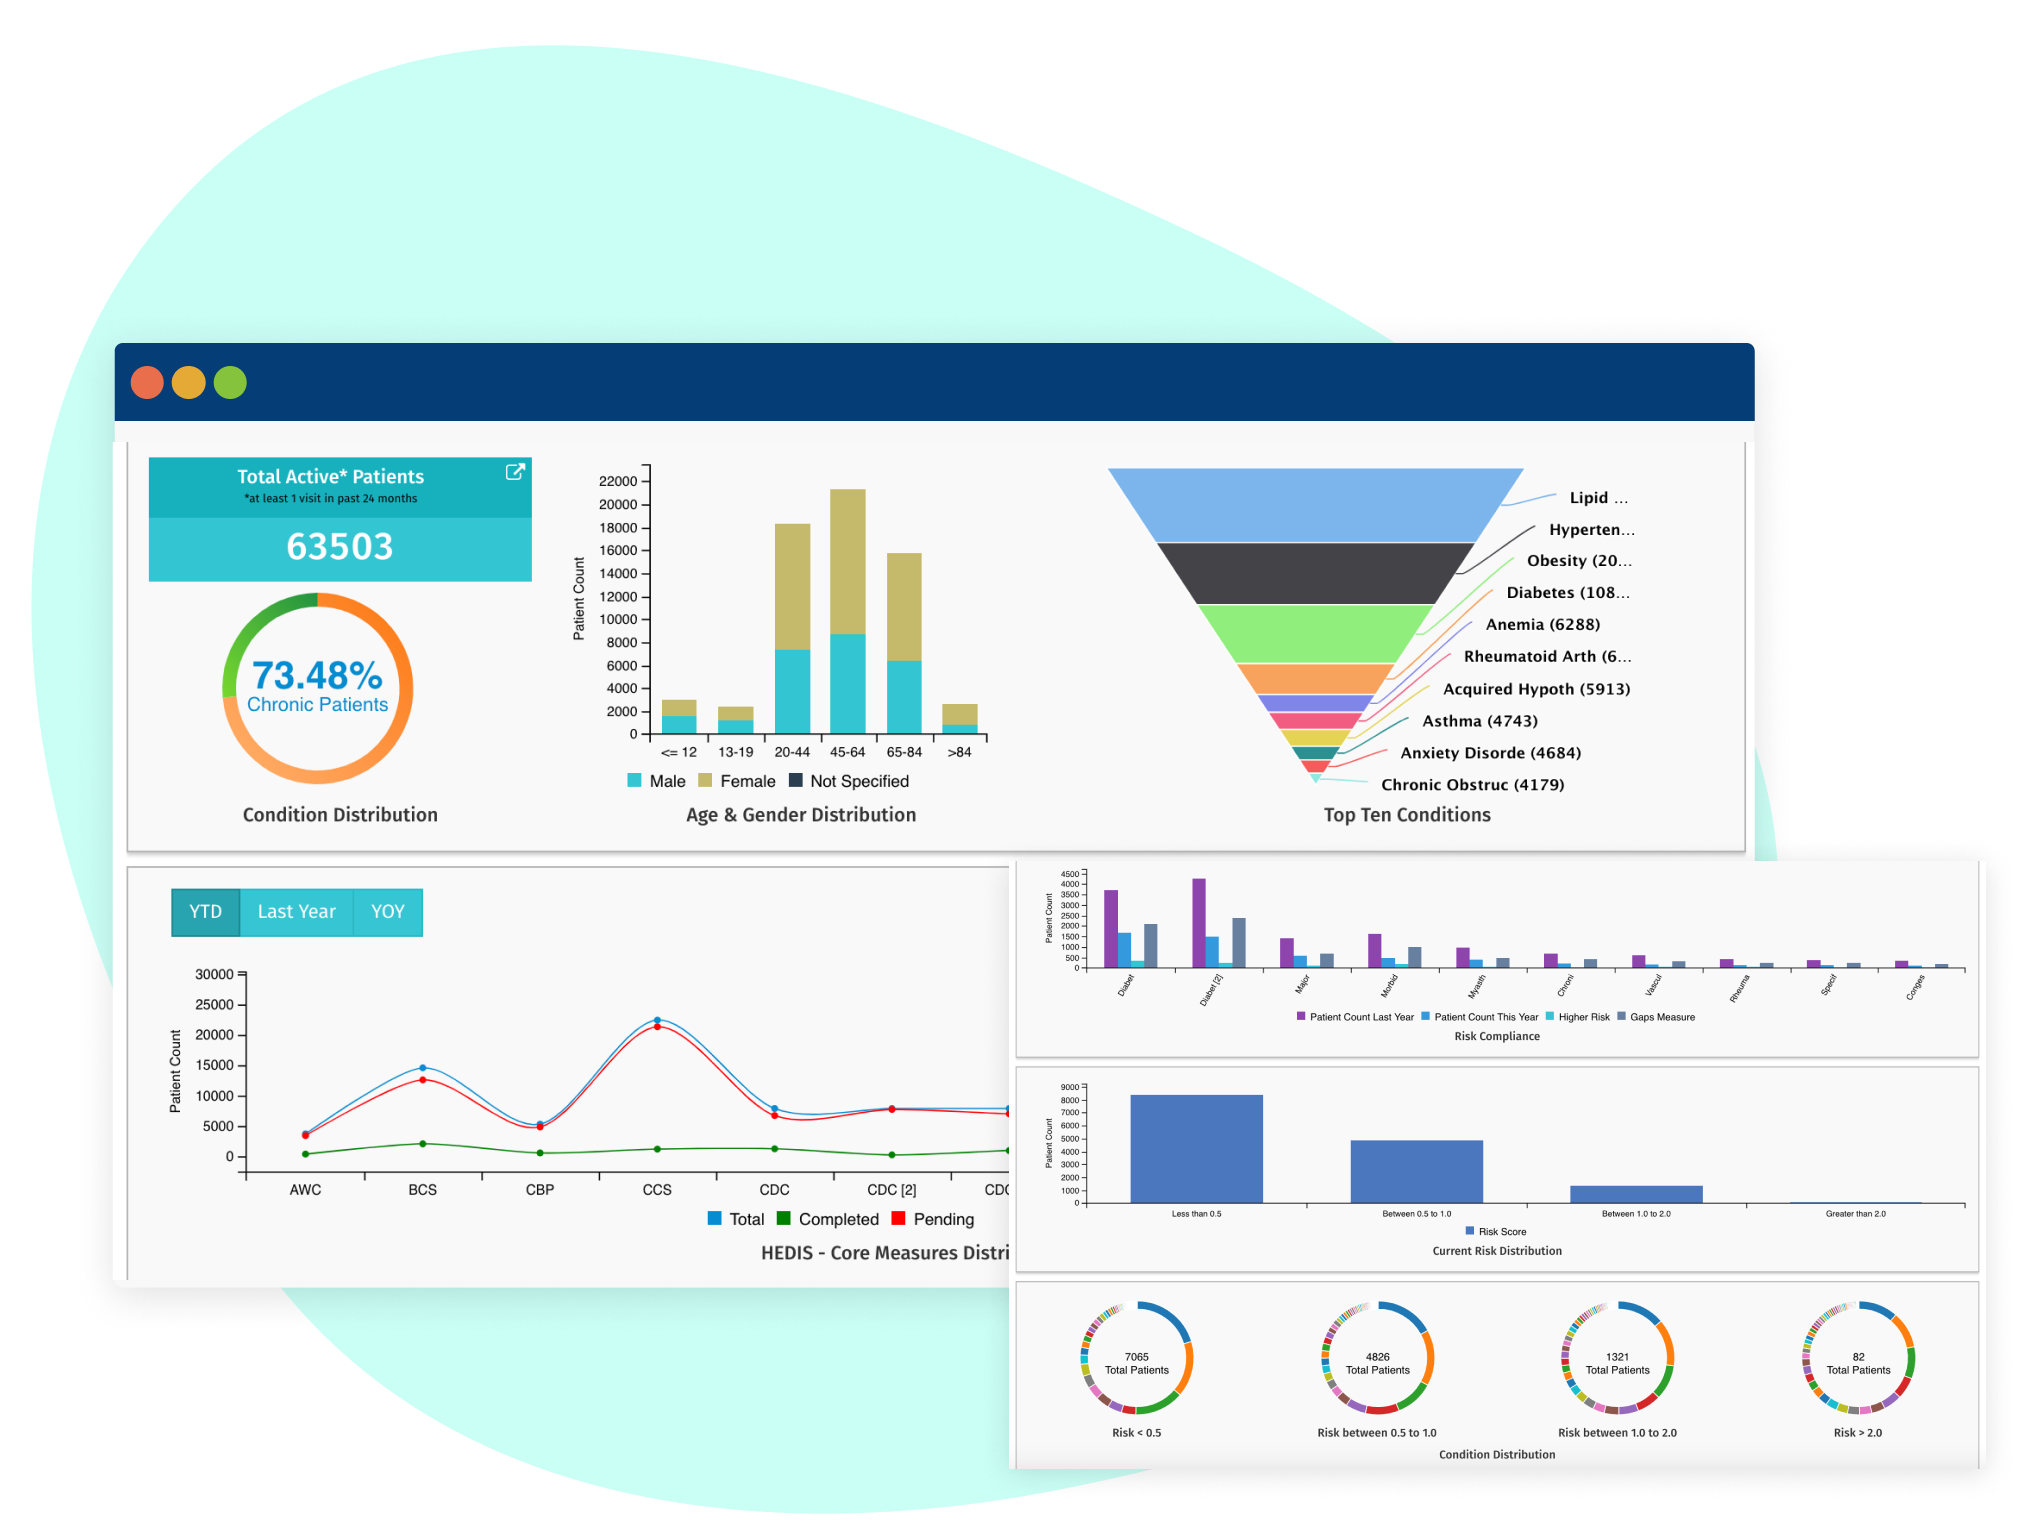 Total Active* Patients
*at least 1 visit in past 24 months
63503
73.48%
Chronic Patients
Condition Distribution
Patient Count
22000
20000
18000
16000
14000
12000
10000
8000
6000
4000
2000
0
<= 12 13-19 20-44 45-64 65-84 >84
Male Female Not Specified
Age & Gender Distribution
Lipid ...
Hyperten...
Obesity (20...
Diabetes (108...
Anemia (6288)
Rheumatoid Arth (6...
Acquired Hypoth (5913)
Asthma (4743)
Anxiety Disorde (4684)
Chronic Obstruc (4179)
Top Ten Conditions
YTD Last Year YOY
Patient Count
30000
25000
20000
15000
10000
5000
0
AWC BCS CBP CCS CDC CDC [2] CDC
Total Completed Pending
HEDIS - Core Measures Distri
Patient Count
4500
4000
3500
3000
2500
2000
1500
1000
500
0
Diabet Diabet [2] Major Morbid Myasth Chroni Vascul Rheuma Specif Conges
Patient Count Last Year Patient Count This Year Higher Risk Gaps Measure
Risk Compliance
Patient Count
9000
8000
7000
6000
5000
4000
3000
2000
1000
0
Less than 0.5 Between 0.5 to 1.0 Between 1.0 to 2.0 Greater than 2.0
Risk Score
Current Risk Distribution
7065
Total Patients
Risk < 0.5
4826
Total Patients
Risk between 0.5 to 1.0
1321
Total Patients
Risk between 1.0 to 2.0
82
Total Patients
Risk > 2.0
Condition Distribution